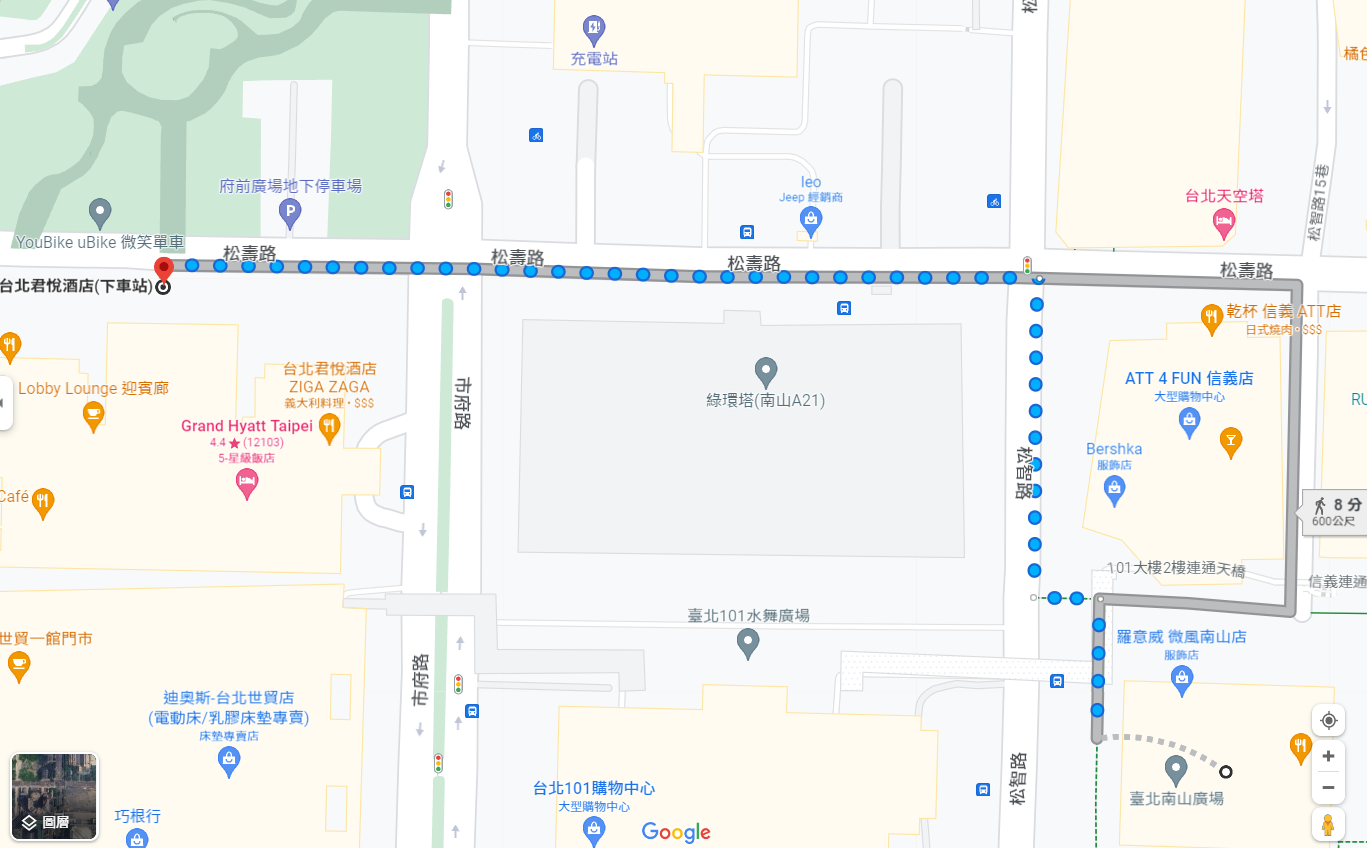 松
充電站
橘色
府前廣場地下停車場
P
leo
Jeep 經銷商
台北天空塔
松智路15巷
YouBike uBike 微笑單車
松壽路
松壽路
松壽路
松壽路
台北君悅酒店(下車站)
乾杯 信義 ATT店
日式燒肉・$$$
Lobby Lounge 迎賓廊
台北君悅酒店
ZIGA ZAGA
義大利料理・$$$
市府路
綠環塔(南山A21)
ATT 4 FUN 信義店
大型購物中心
RU
Grand Hyatt Taipei
4.4 ★ (12103)
5-星級飯店
Bershka
服飾店
松智路
Café
8 分
600公尺
101大樓2樓連通天橋
信義連通
臺北101水舞廣場
世貿一館門市
羅意威 微風南山店
服飾店
市府路
迪奧斯-台北世貿店
(電動床/乳膠床墊專賣)
床墊專賣店
松智路
台北101購物中心
大型購物中心
臺北南山廣場
巧根行
圖層
Google